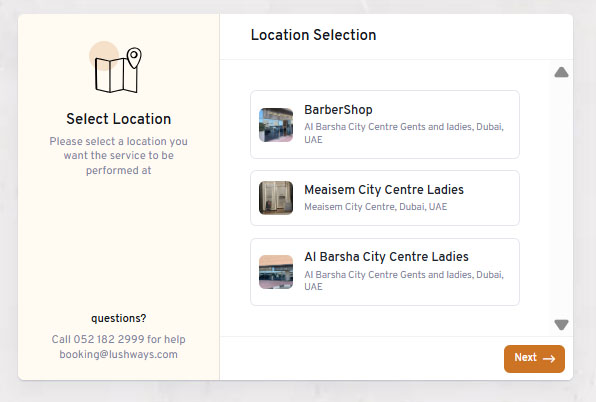 Select Location
Please select a location you
want the service to be
performed at
questions?
Call 052 182 2999 for help
booking@lushways.com
Location Selection
BarberShop
Al Barsha City Centre Gents and ladies, Dubai,
UAE
Meaisem City Centre Ladies
Meaisem City Centre, Dubai, UAE
Al Barsha City Centre Ladies
Al Barsha City Centre Gents and ladies, Dubai,
UAE
Next →